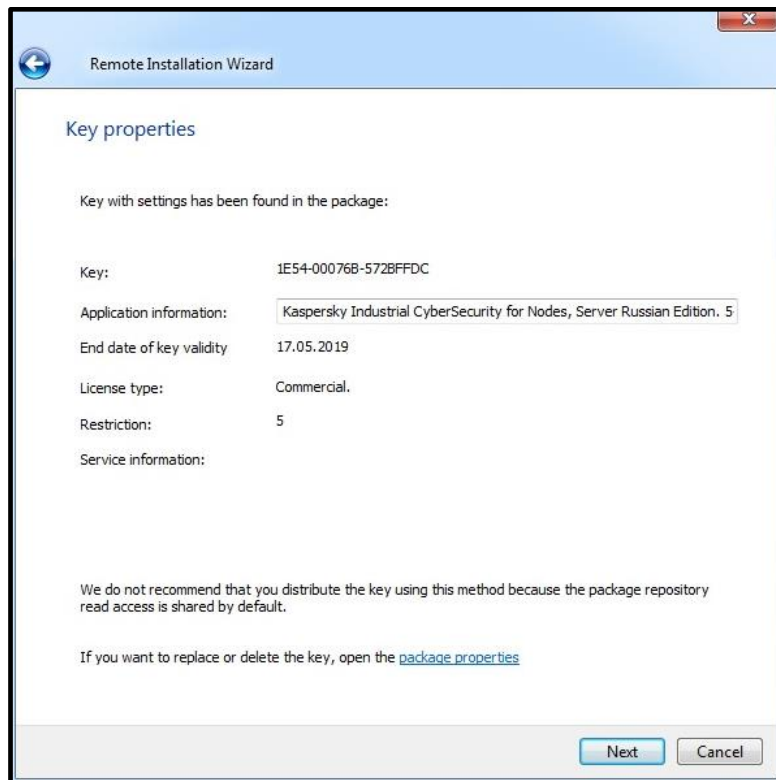 Remote Installation Wizard
Key properties
Key with settings has been found in the package:
Key: 1E54-00076B-572BFFDC
Application information: Kaspersky Industrial CyberSecurity for Nodes, Server Russian Edition. 5
End date of key validity 17.05.2019
License type: Commercial.
Restriction: 5
Service information:
We do not recommend that you distribute the key using this method because the package repository
read access is shared by default.
If you want to replace or delete the key, open the package properties
Next Cancel